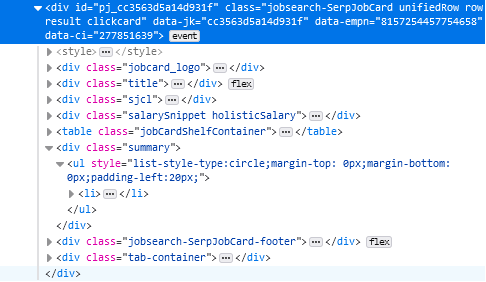 <div id="pj_cc3563d5a14d931f" class="jobsearch-SerpJobCard unifiedRow row
result clickcard" data-jk="cc3563d5a14d931f" data-empn="8157254457754658"
data-ci="277851639"> event
<style> ... </style>
<div class="jobcard_logo"> ... </div>
<div class="title"> ... </div> flex
<div class="sjcl"> ... </div>
<div class="salarySnippet holisticSalary"> ... </div>
<table class="jobCardShelfContainer"> ... </table>
<div class="summary">
<ul style="list-style-type:circle;margin-top: 0px;margin-bottom:
0px;padding-left:20px;">
<li> ... </li>
</ul>
</div>
<div class="jobsearch-SerpJobCard-footer"> ... </div> flex
<div class="tab-container"> ... </div>
</div>